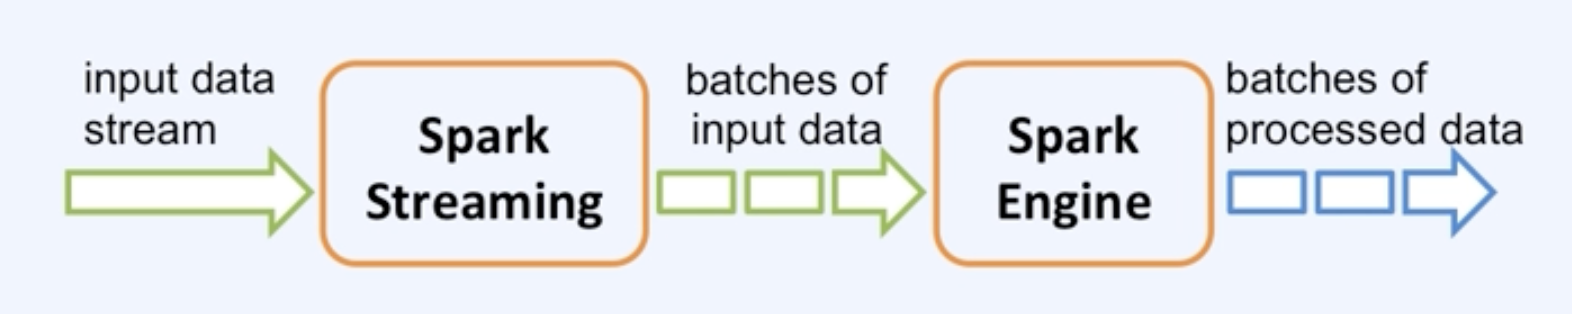 input data
stream
Spark
Streaming
batches of
input data
Spark
Engine
batches of
processed data